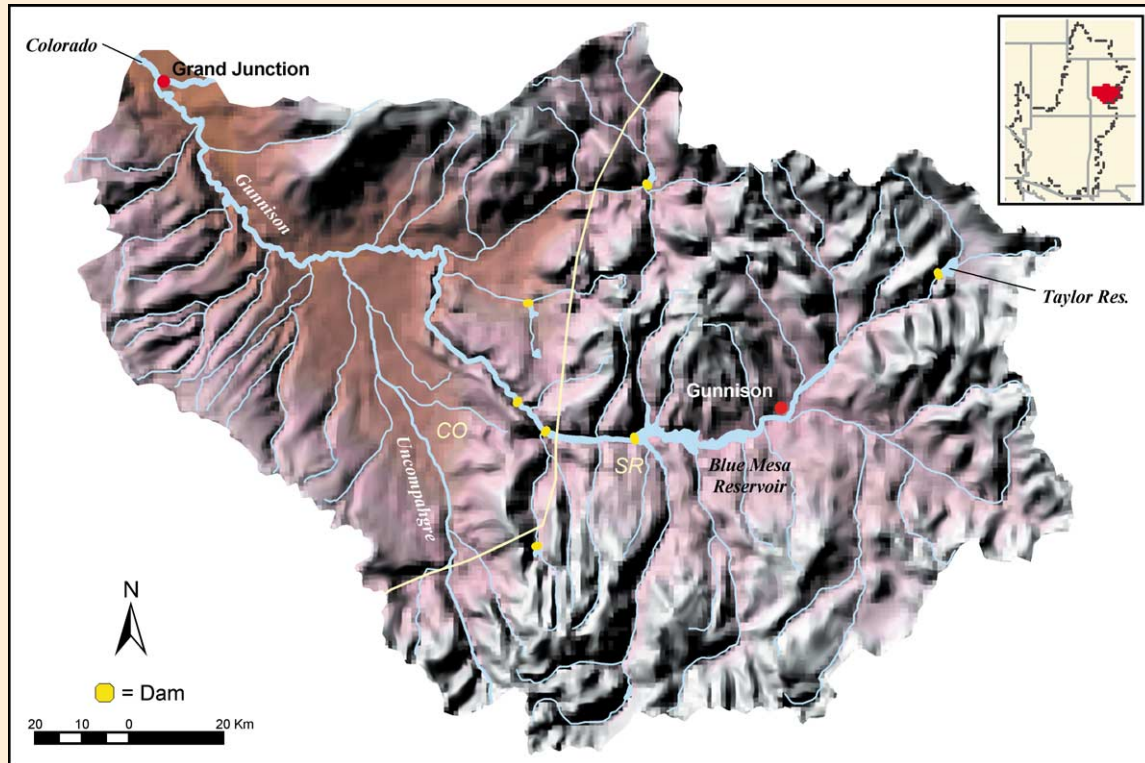 Colorado
Grand Junction
Gunnison
Taylor Res.
Gunnison
CO
SR
Blue Mesa
Reservoir
Uncompahgre
N
= Dam
20 10 0 20 Km